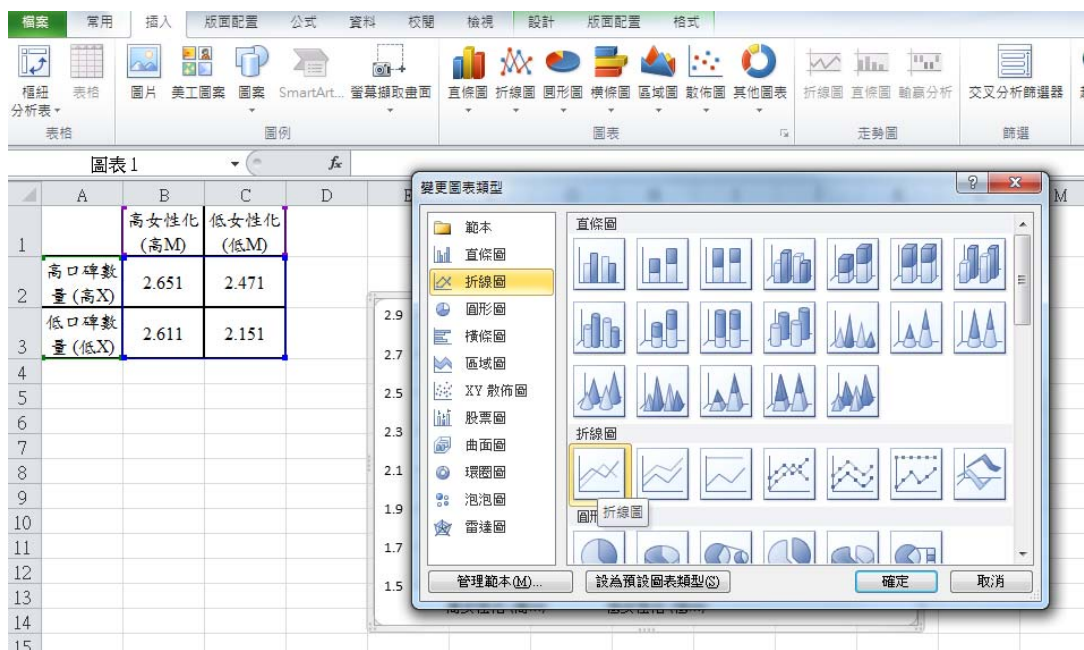 檔案 常用 插入 版面配置 公式 資料 校閱 檢視 設計 版面配置 格式
樞紐 表格 圖片 美工圖案 圖案 SmartArt... 螢幕擷取畫面 直條圖 折線圖 圓形圖 橫條圖 區域圖 散佈圖 其他圖表 折線圖 直條圖 輸贏分析 交叉分析篩選器
分析表
表格 圖例 圖表 走勢圖 篩選
圖表 1 fx
A B C D E M
1 高女性化 低女性化
(高M) (低M)
2 高口碑數 2.651 2.471
量 (高X)
3 低口碑數 2.611 2.151
量 (低X)
4
5
6
7
8
9
10
11
12
13
14
15
2.9
2.7
2.5
2.3
2.1
1.9
1.7
1.5
變更圖表類型
範本
直條圖
折線圖
圓形圖
橫條圖
區域圖
XY 散佈圖
股票圖
曲面圖
環圈圖
泡泡圖
雷達圖
直條圖
折線圖
折線圖
管理範本(M)... 設為預設圖表類型(S) 確定 取消